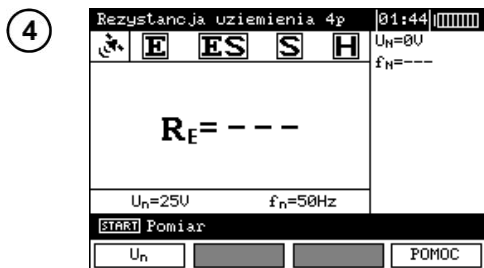 4
Rezystancja uziemienia 4p 01:44
E ES S H
UN=0V
fN=---
RE=---
Un=25V fn=50Hz
START Pomiar
Un POMOC